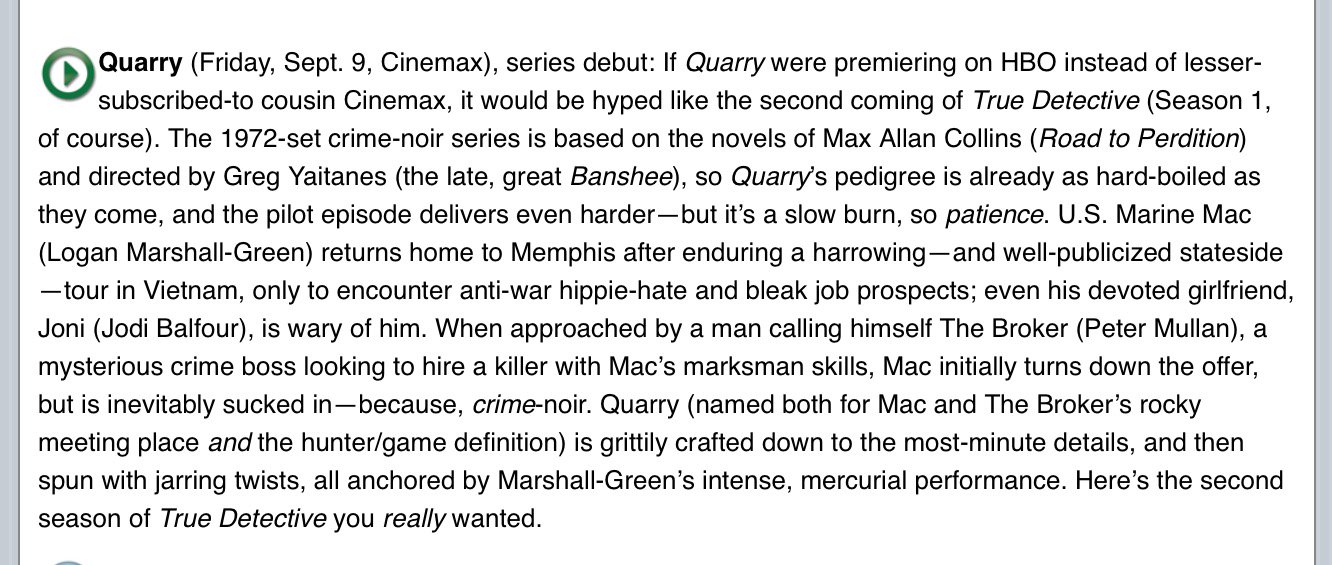 Quarry (Friday, Sept. 9, Cinemax), series debut: If Quarry were premiering on HBO instead of lesser-
subscribed-to cousin Cinemax, it would be hyped like the second coming of True Detective (Season 1,
of course). The 1972-set crime-noir series is based on the novels of Max Allan Collins (Road to Perdition)
and directed by Greg Yaitanes (the late, great Banshee), so Quarry’s pedigree is already as hard-boiled as
they come, and the pilot episode delivers even harder—but it’s a slow burn, so patience. U.S. Marine Mac
(Logan Marshall-Green) returns home to Memphis after enduring a harrowing—and well-publicized stateside
—tour in Vietnam, only to encounter anti-war hippie-hate and bleak job prospects; even his devoted girlfriend,
Joni (Jodi Balfour), is wary of him. When approached by a man calling himself The Broker (Peter Mullan), a
mysterious crime boss looking to hire a killer with Mac’s marksman skills, Mac initially turns down the offer,
but is inevitably sucked in—because, crime-noir. Quarry (named both for Mac and The Broker’s rocky
meeting place and the hunter/game definition) is grittily crafted down to the most-minute details, and then
spun with jarring twists, all anchored by Marshall-Green’s intense, mercurial performance. Here’s the second
season of True Detective you really wanted.